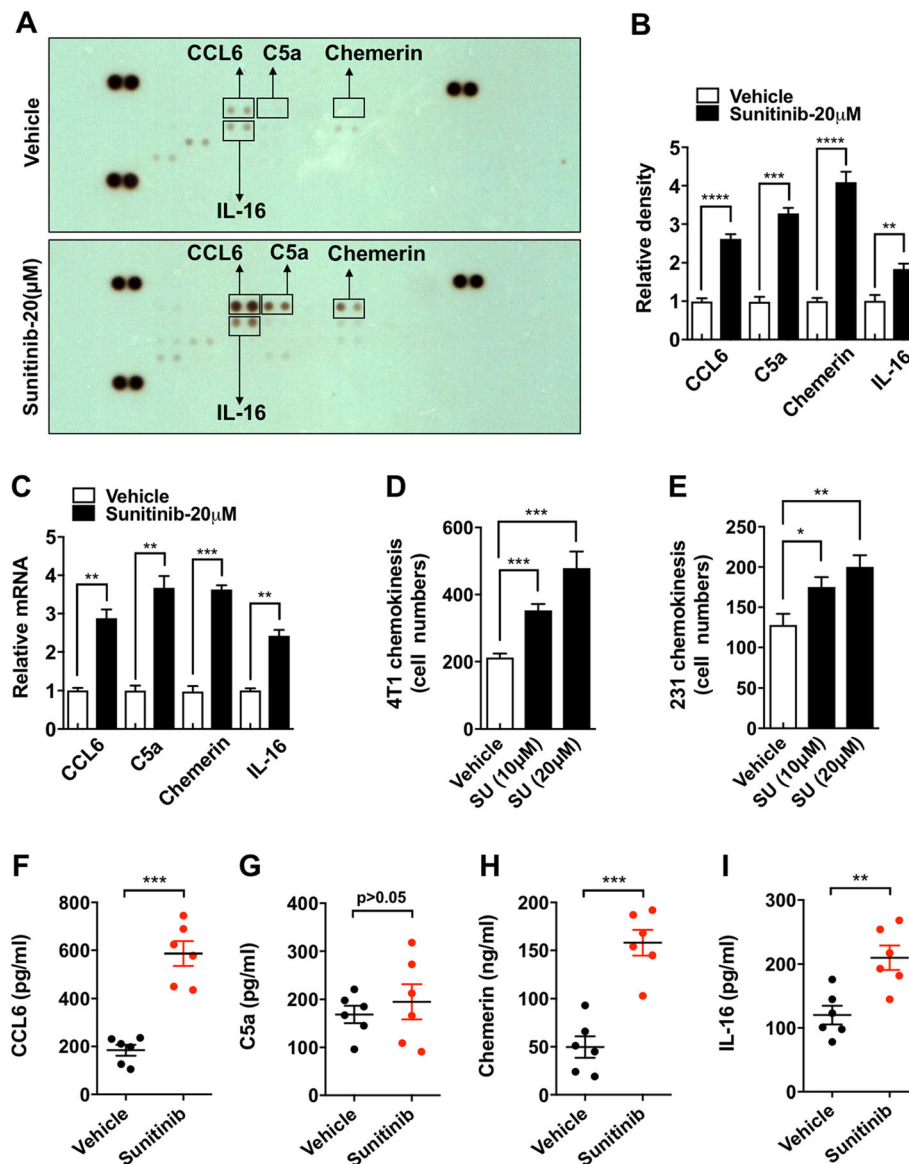 A
CCL6 C5a Chemerin
Vehicle
IL-16
CCL6 C5a Chemerin
Sunitinib-20(μM)
IL-16
B
Vehicle
Sunitinib-20μM
Relative density
5
4
3
2
1
0
****
***
****
**
CCL6
C5a
Chemerin
IL-16
C
Vehicle
Sunitinib-20μM
Relative mRNA
5
4
3
2
1
0
**
**
***
**
CCL6
C5a
Chemerin
IL-16
D
4T1 chemokinesis
(cell numbers)
600
400
200
0
***
***
Vehicle
SU (10μM)
SU (20μM)
E
231 chemokinesis
(cell numbers)
250
200
150
100
50
0
**
*
Vehicle
SU (10μM)
SU (20μM)
F
CCL6 (pg/ml)
800
600
400
200
0
***
Vehicle
Sunitinib
G
C5a (pg/ml)
400
300
200
100
0
p>0.05
Vehicle
Sunitinib
H
Chemerin (ng/ml)
200
150
100
50
0
***
Vehicle
Sunitinib
I
IL-16 (pg/ml)
300
200
100
0
**
Vehicle
Sunitinib